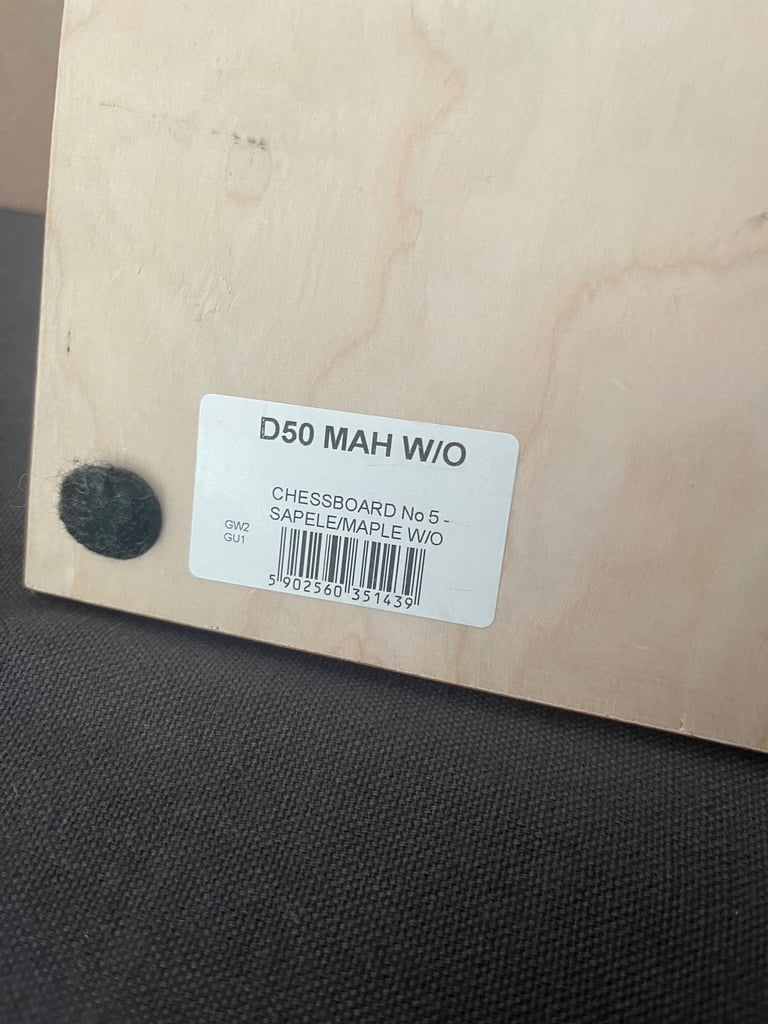 D50 MAH W/O
CHESSBOARD No 5 -
SAPELE/MAPLE W/O
GW2
GU1
5 902560 351439